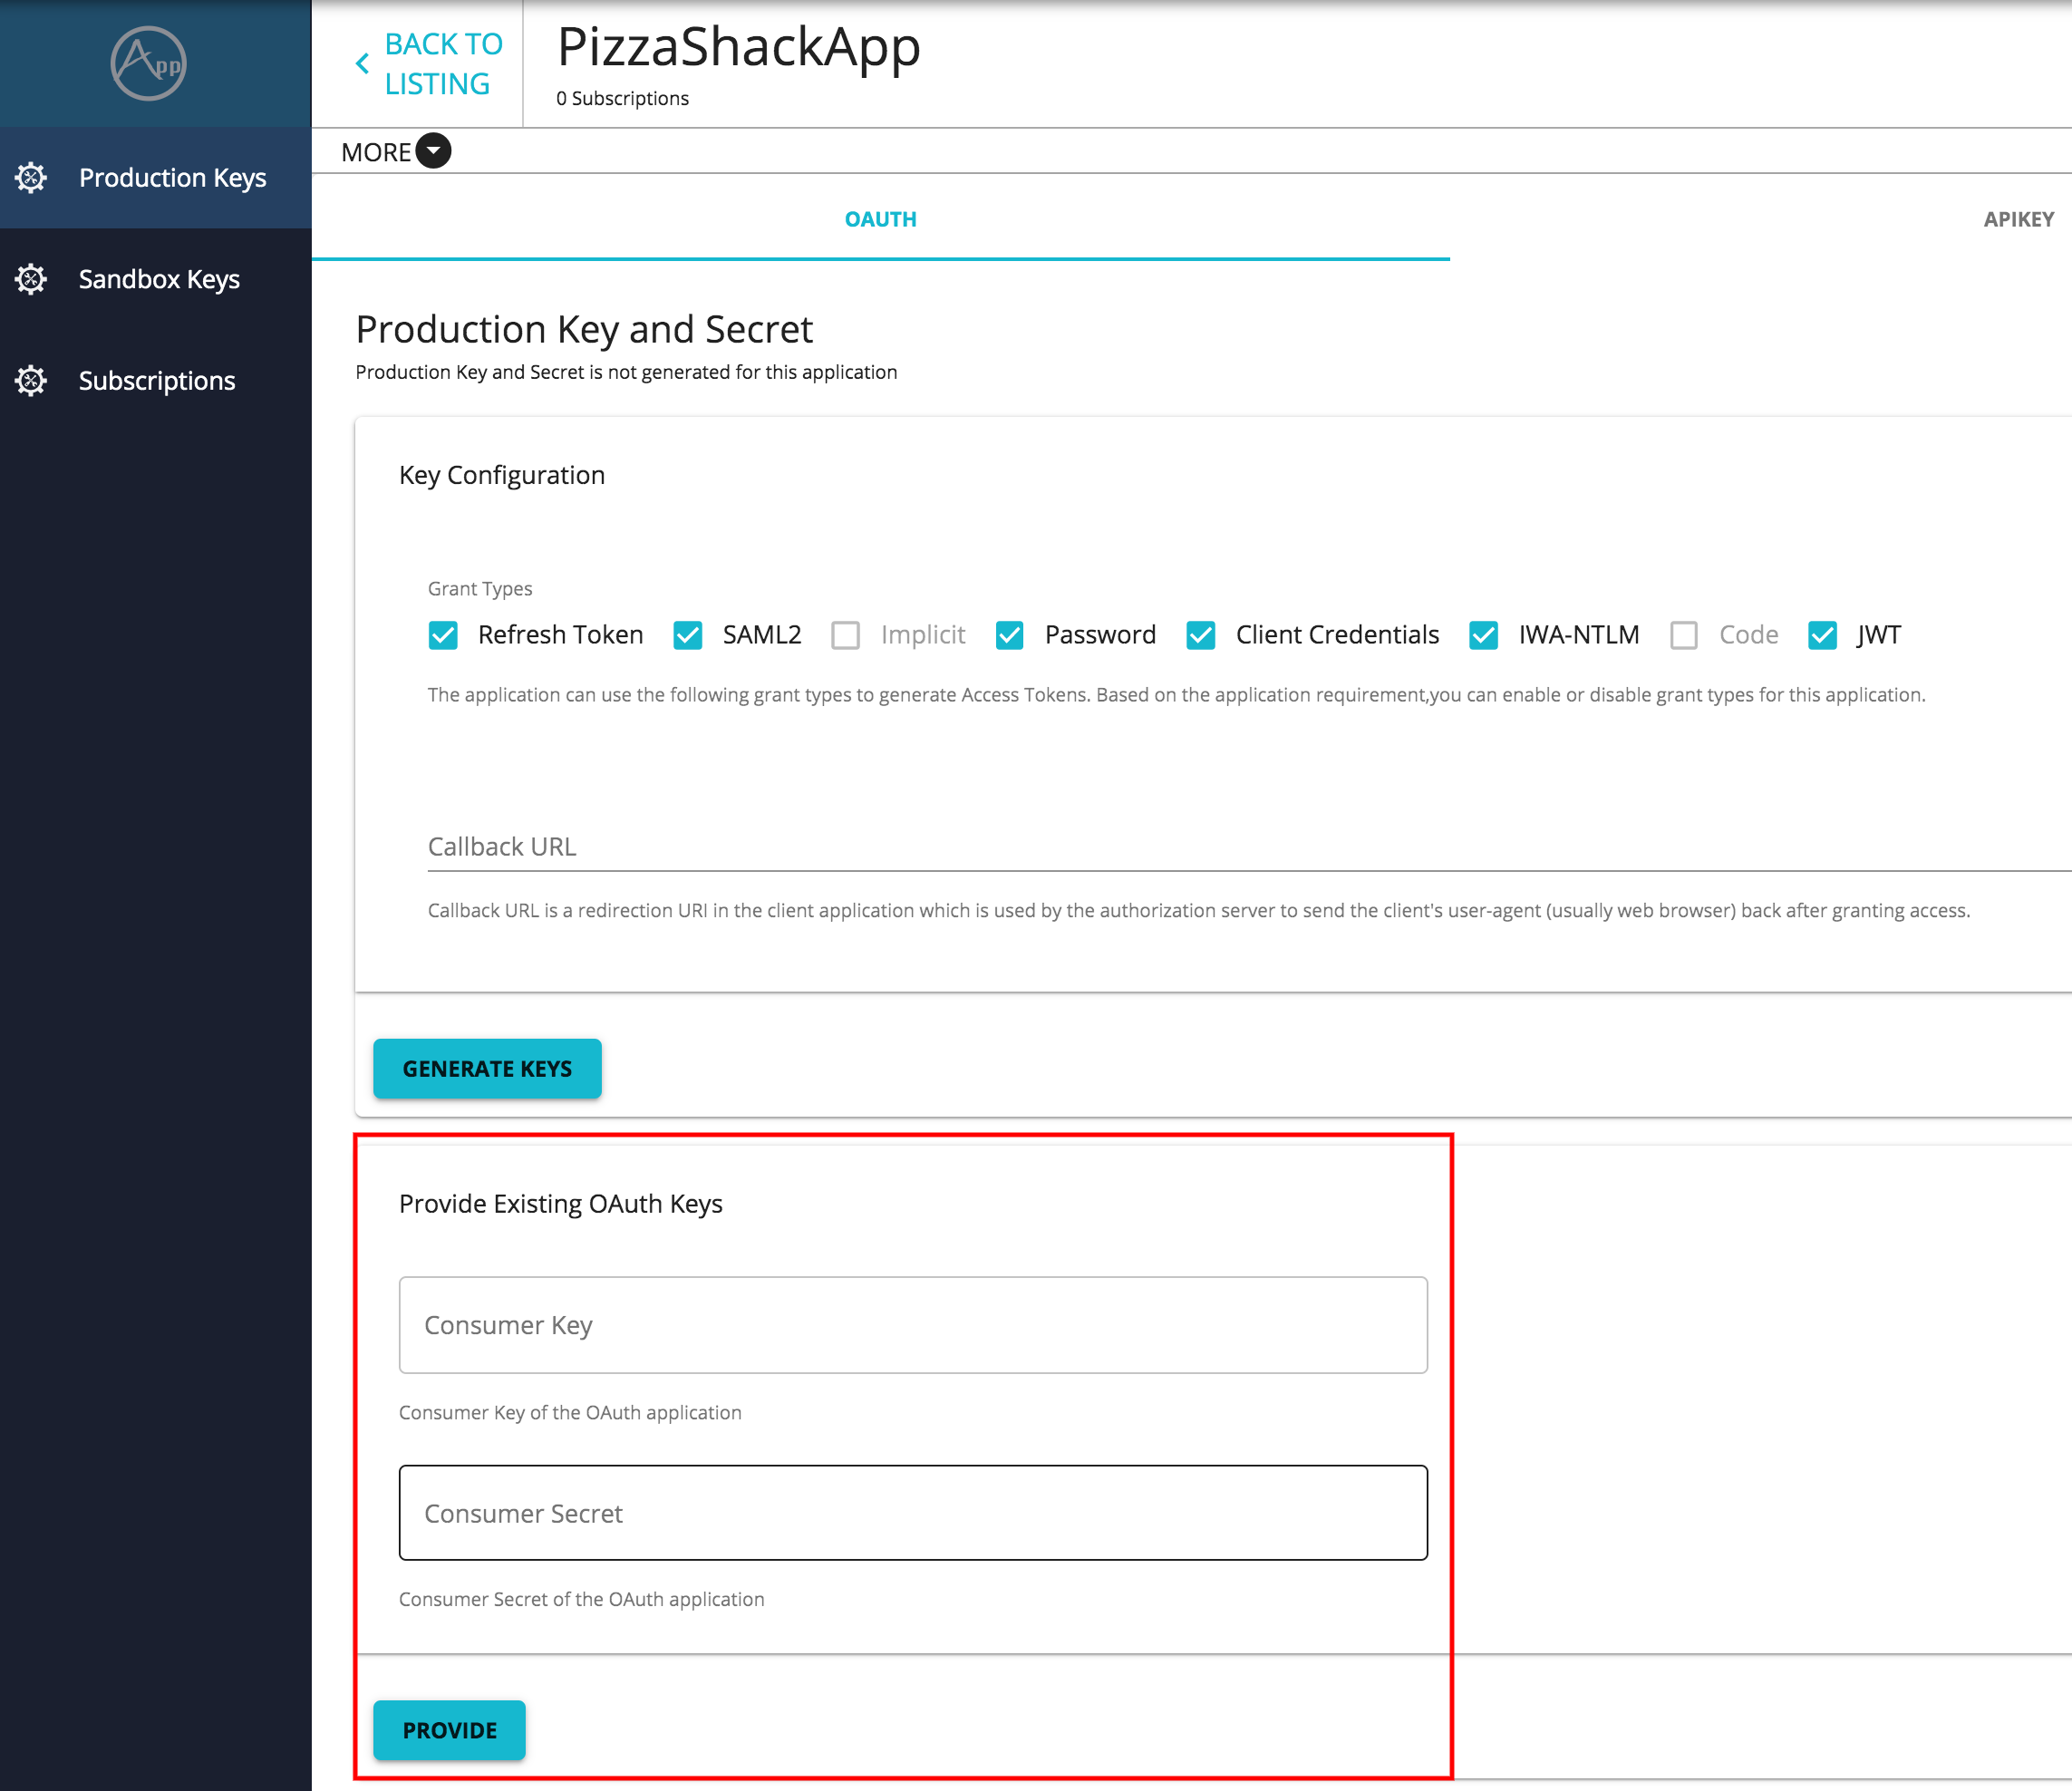 App
BACK TO
LISTING
PizzaShackApp
0 Subscriptions
MORE
Production Keys
Sandbox Keys
Subscriptions
OAUTH
APIKEY
Production Key and Secret
Production Key and Secret is not generated for this application
Key Configuration
Grant Types
Refresh Token SAML2 Implicit Password Client Credentials IWA-NTLM Code JWT
The application can use the following grant types to generate Access Tokens. Based on the application requirement,you can enable or disable grant types for this application.
Callback URL
Callback URL is a redirection URI in the client application which is used by the authorization server to send the client's user-agent (usually web browser) back after granting access.
GENERATE KEYS
Provide Existing OAuth Keys
Consumer Key
Consumer Key of the OAuth application
Consumer Secret
Consumer Secret of the OAuth application
PROVIDE